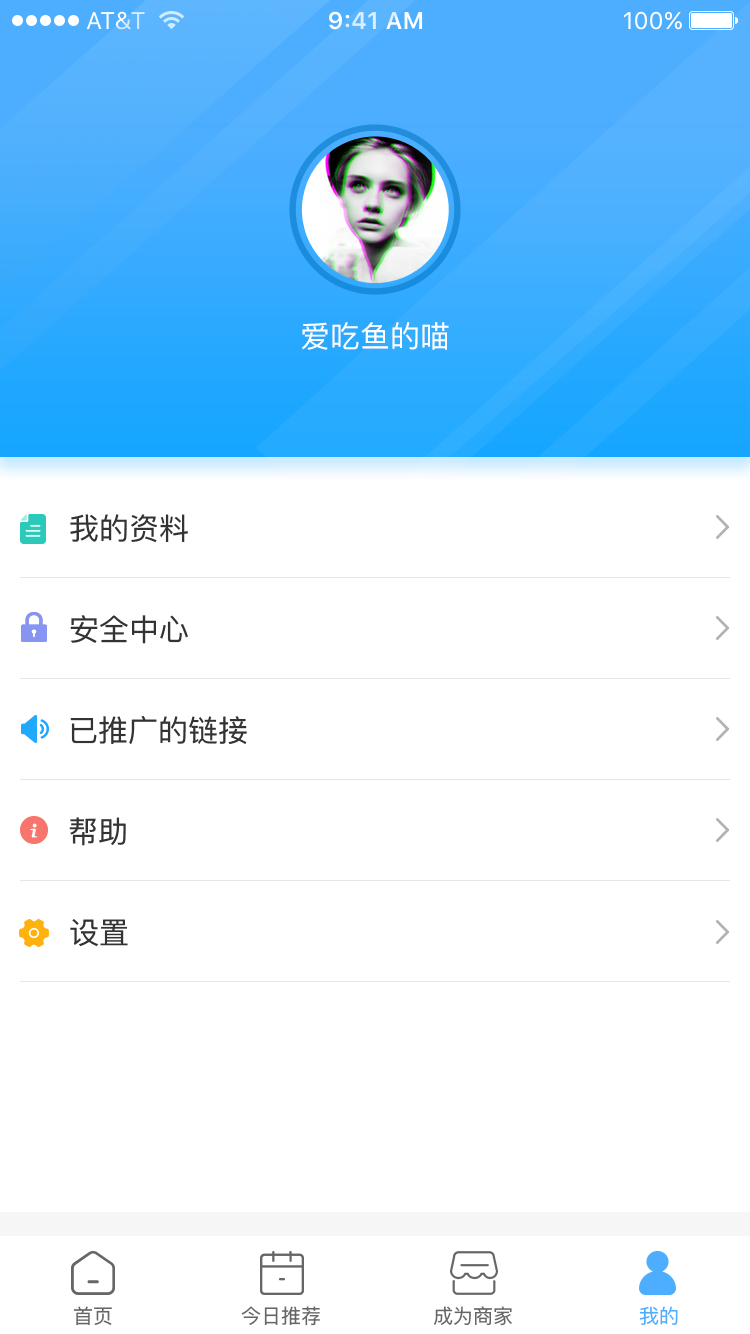 AT&T 9:41 AM 100%
爱吃鱼的喵
我的资料
安全中心
已推广的链接
帮助
设置
首页 今日推荐 成为商家 我的